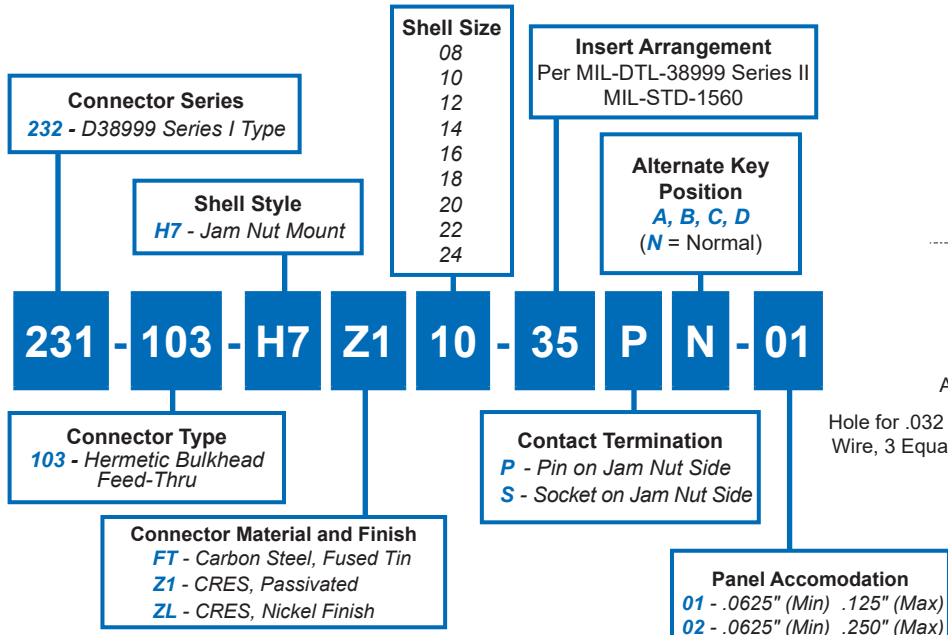 Connector Series
232 - D38999 Series I Type
Shell Style
H7 - Jam Nut Mount
Shell Size
08
10
12
14
16
18
20
22
24
Insert Arrangement
Per MIL-DTL-38999 Series II
MIL-STD-1560
Alternate Key
Position
A, B, C, D
(N = Normal)
231 - 103 - H7 Z1 10 - 35 P N - 01
Connector Type
103 - Hermetic Bulkhead
Feed-Thru
Connector Material and Finish
FT - Carbon Steel, Fused Tin
Z1 - CRES, Passivated
ZL - CRES, Nickel Finish
Contact Termination
P - Pin on Jam Nut Side
S - Socket on Jam Nut Side
Panel Accomodation
01 - .0625" (Min) .125" (Max)
02 - .0625" (Min) .250" (Max)
A
Hole for .032
Wire, 3 Equa